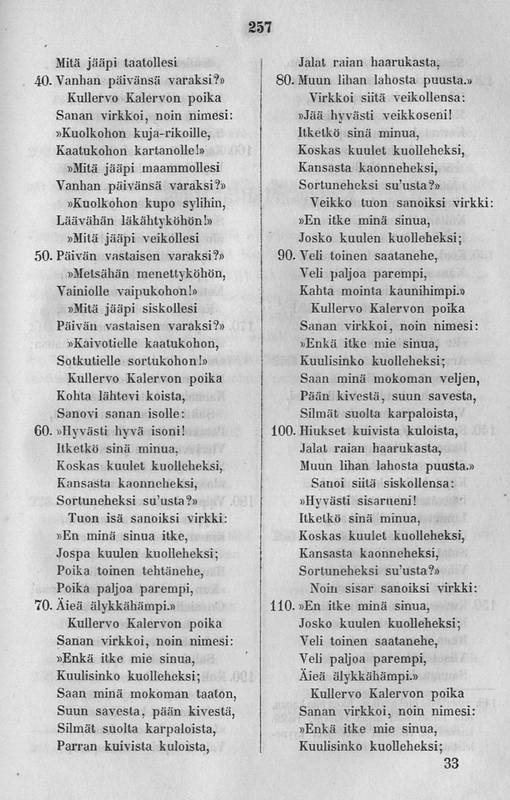 257
Mitä jääpi taatollesi
40. Vanhan päivänsä varaksi?»
Kullervo Kalervon poika
Sanan virkkoi, noin nimesi:
»Kuolkohon kuja-rikoille,
Kaatukohon kartanolle!»
»Mitä jääpi maammollesi
Vanhan päivänsä varaksi?»
»Kuolkohon kupo sylihin,
Läävähän läkähtyköhön!»
»Mitä jääpi veikollesi
50. Päivän vastaisen varaksi?»
»Metsähän menettyköhön,
Vainiolle vaipukohon!»
»Mitä jääpi siskollesi
Päivän vastaisen varaksi?»
»Kaivotielle kaatukohon,
Sotkutielle sortukohon!»
Kullervo Kalervon poika
Kohta lähtevi koista,
Sanovi sanan isolle:
60. »Hyvästi hyvä isoni!
Itketkö sinä minua,
Koskas kuulet kuolleheksi,
Kansasta kaonneheksi,
Sortuneheksi su'usta?»
Tuon isä sanoiksi virkki:
»En minä sinua itke,
Jospa kuulen kuolleheksi;
Poika toinen tehtänehe,
Poika paljoa parempi,
70. Äieä älykkähämpi.»
Kullervo Kalervon poika
Sanan virkkoi, noin nimesi:
»Enkä itke mie sinua,
Kuulisinko kuolleheksi;
Saan minä mokoman taaton,
Suun savesta, pään kivestä,
Silmät suolta karpaloista,
Parran kuivista kuloista,
Jalat raian haarukasta,
80. Muun lihan lahosta puusta.»
Virkkoi siitä veikollensa:
»Jää hyvästi veikkoseni!
Itketkö sinä minua,
Koskas kuulet kuolleheksi,
Kansasta kaonneheksi,
Sortuneheksi su'usta?»
Veikko tuon sanoiksi virkki:
»En itke minä sinua,
Josko kuulen kuolleheksi;
90. Veli toinen saatanehe,
Veli paljoa parempi,
Kahta mointa kaunihimpi.»
Kullervo Kalervon poika
Sanan virkkoi, noin nimesi:
»Enkä itke mie sinua,
Kuulisinko kuolleheksi;
Saan minä mokoman veljen,
Pään kivestä, suun savesta,
Silmät suolta karpaloista,
100. Hiukset kuivista kuloista,
Jalat raian haarukasta,
Muun lihan lahosta puusta.»
Sanoi siitä siskollensa:
»Hyvästi sisarueni!
Itketkö sinä minua,
Koskas kuulet kuolleheksi,
Kansasta kaonneheksi,
Sortuneheksi su'usta?»
Noin sisar sanoiksi virkki:
110. »En itke minä sinua,
Josko kuulen kuolleheksi;
Veli toinen saatanehe,
Veli paljoa parempi,
Äieä älykkähämpi.»
Kullervo Kalervon poika
Sanan virkkoi, noin nimesi:
»Enkä itke mie sinua,
Kuulisinko kuolleheksi;
33